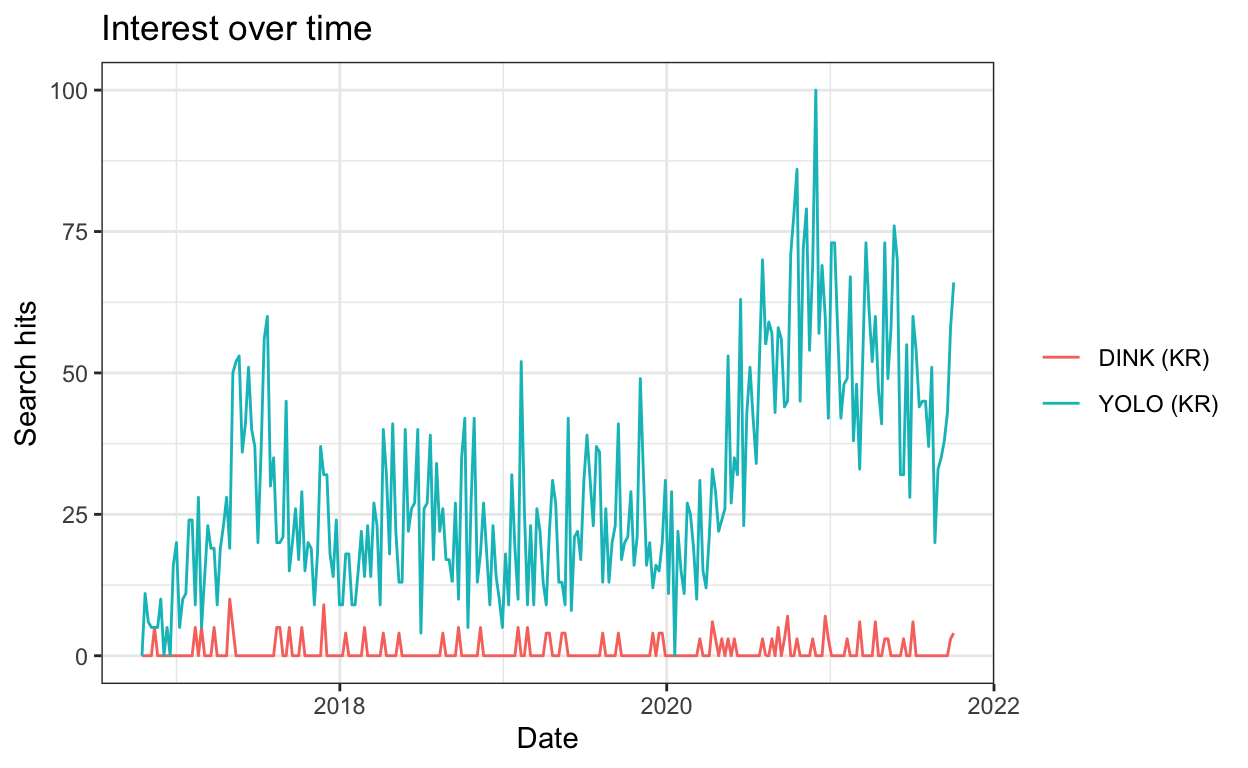 Interest over time
100
75
50
25
0
Search hits
2018
2020
2022
Date
DINK (KR)
YOLO (KR)